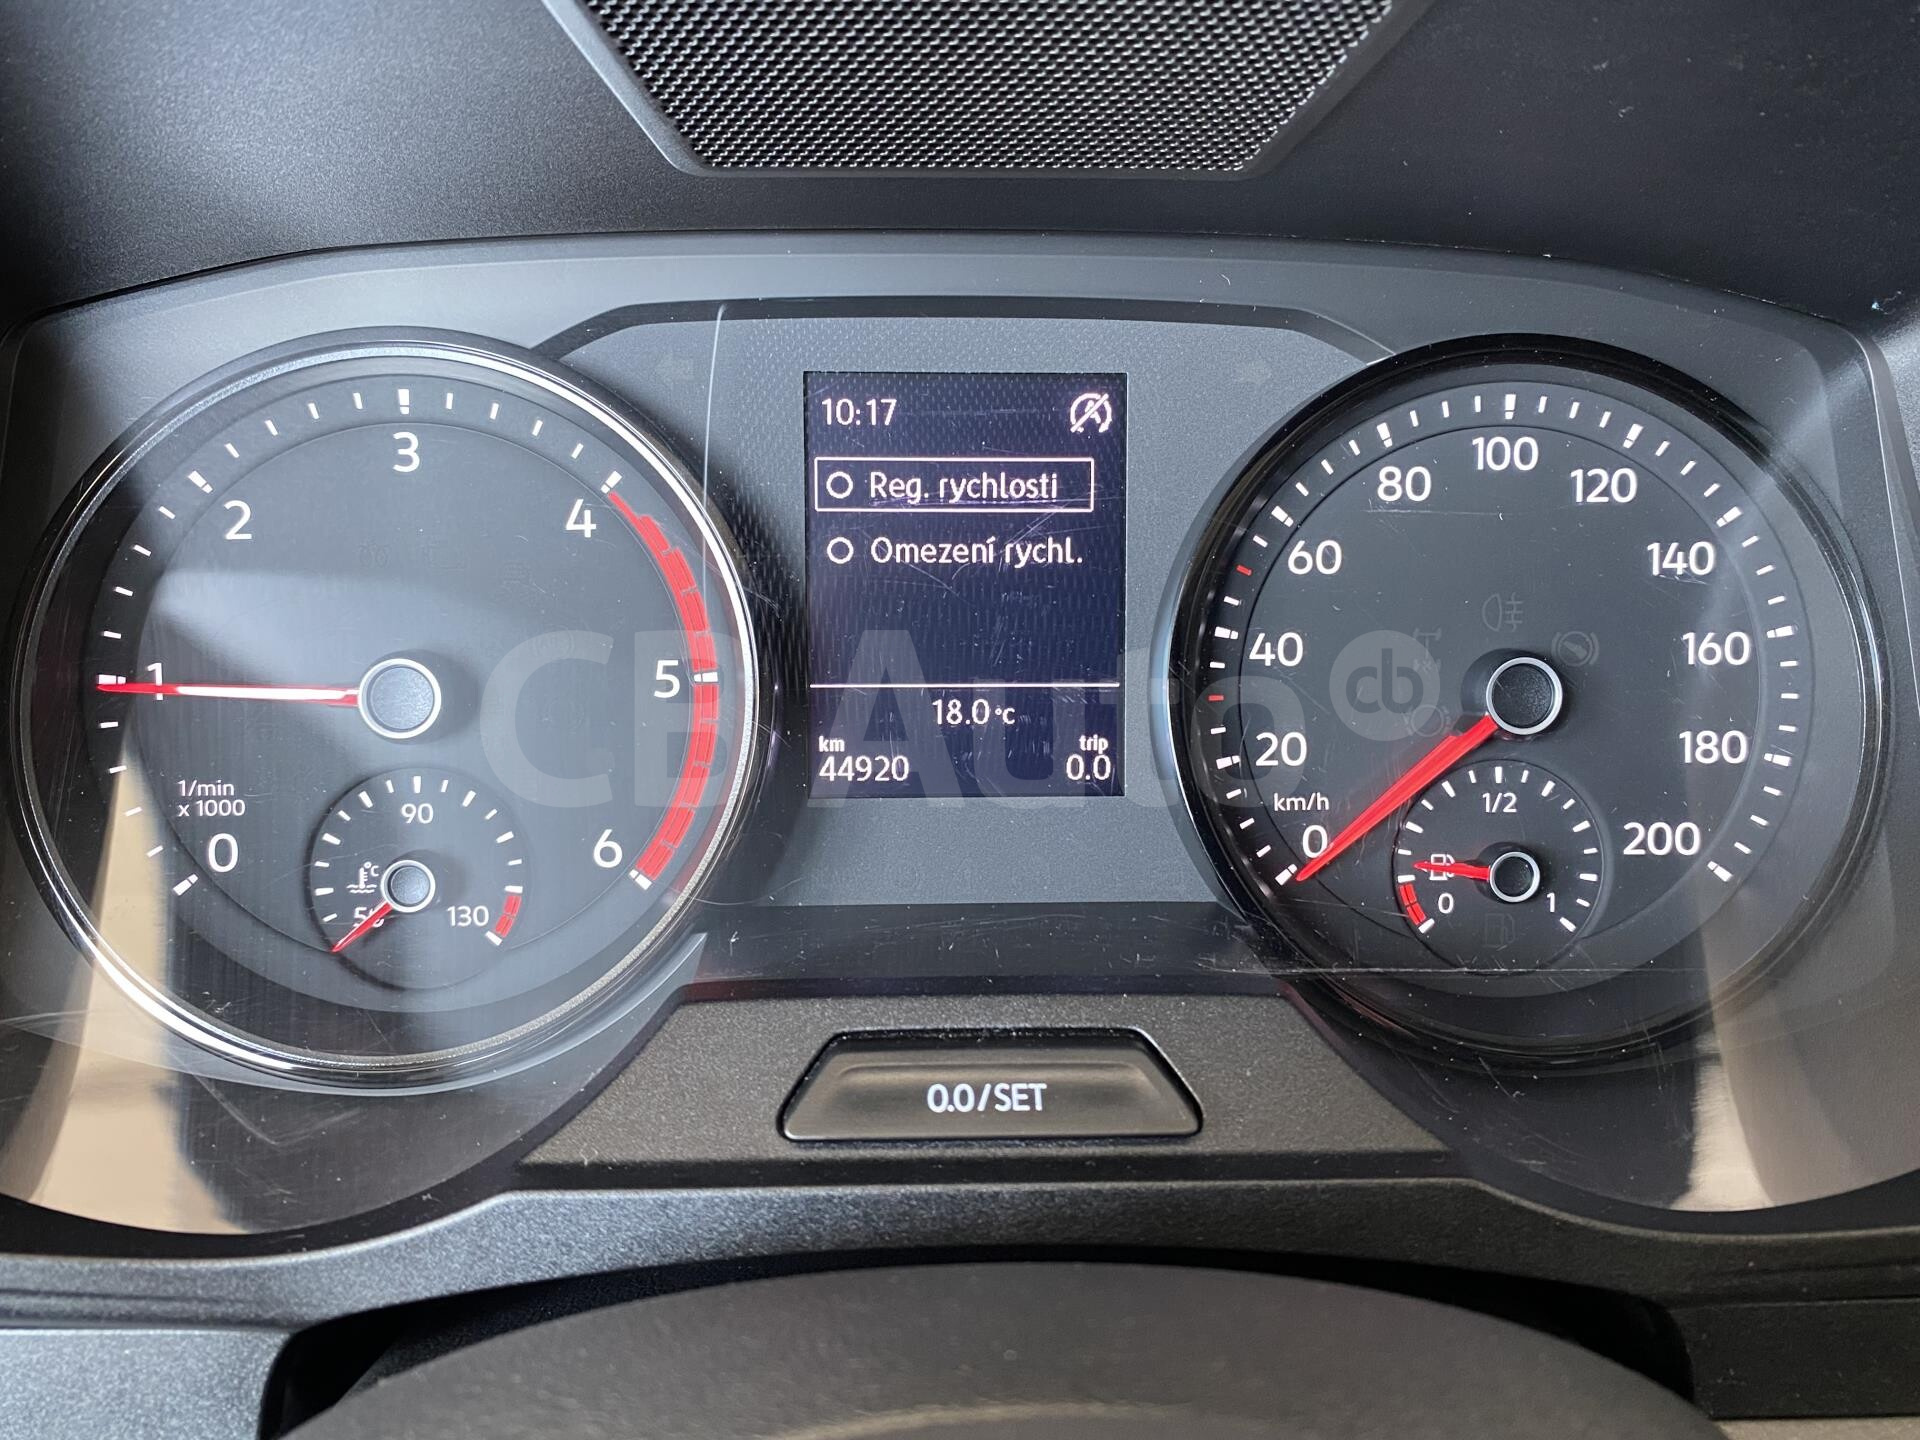 10:17
Reg. rychlosti
Omezení rychl.
18.0 °C
km
trip
44920
0.0
0
1
2
3
4
5
6
1/min
x 1000
50
90
130
°C
0
20
40
60
80
100
120
140
160
180
200
km/h
0
1/2
1
CB Auto cb
0.0/SET